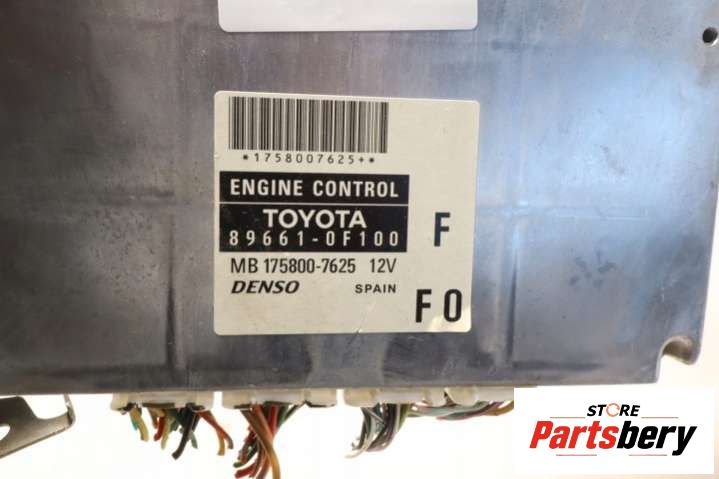 *1758007625+*
ENGINE CONTROL
TOYOTA
89661-0F100
F
MB 175800-7625 12V
DENSO SPAIN
F0
STORE
Partsbery